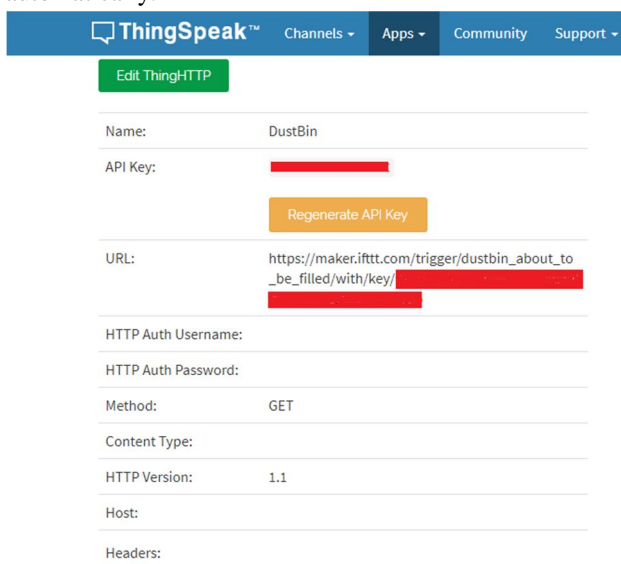 ThingSpeak™ Channels Apps Community Support
Edit ThingHTTP
Name: DustBin
API Key:
Regenerate API Key
URL: https://maker.ifttt.com/trigger/dustbin_about_to
_be_filled/with/key/
HTTP Auth Username:
HTTP Auth Password:
Method: GET
Content Type:
HTTP Version: 1.1
Host:
Headers: